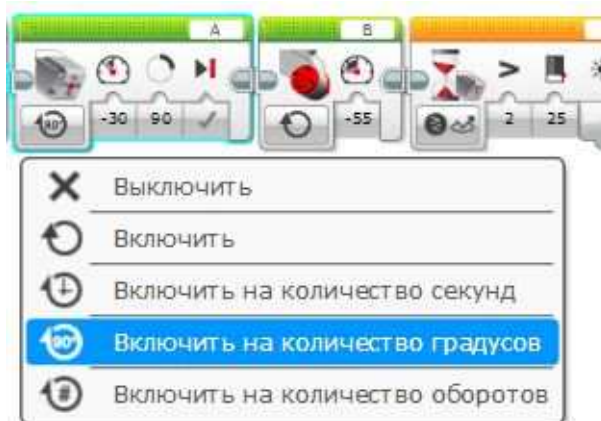 A B
-30 90 -55 2 25
Выключить
Включить
Включить на количество секунд
90° Включить на количество градусов
# Включить на количество оборотов